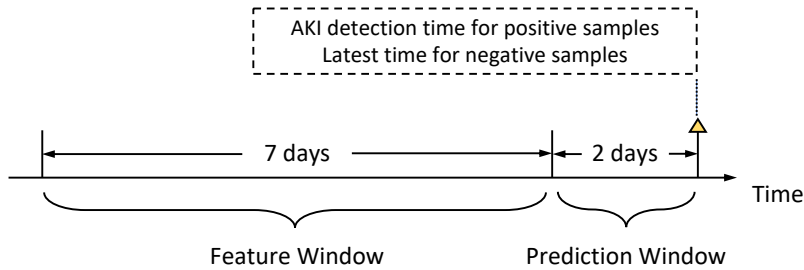 AKI detection time for positive samples
Latest time for negative samples
7 days
2 days
Time
Feature Window
Prediction Window